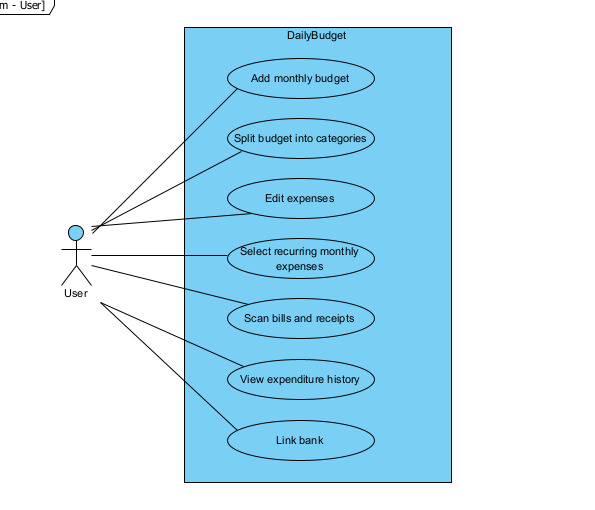 m - User]
DailyBudget
Add monthly budget
Split budget into categories
Edit expenses
Select recurring monthly
expenses
User
Scan bills and receipts
View expenditure history
Link bank